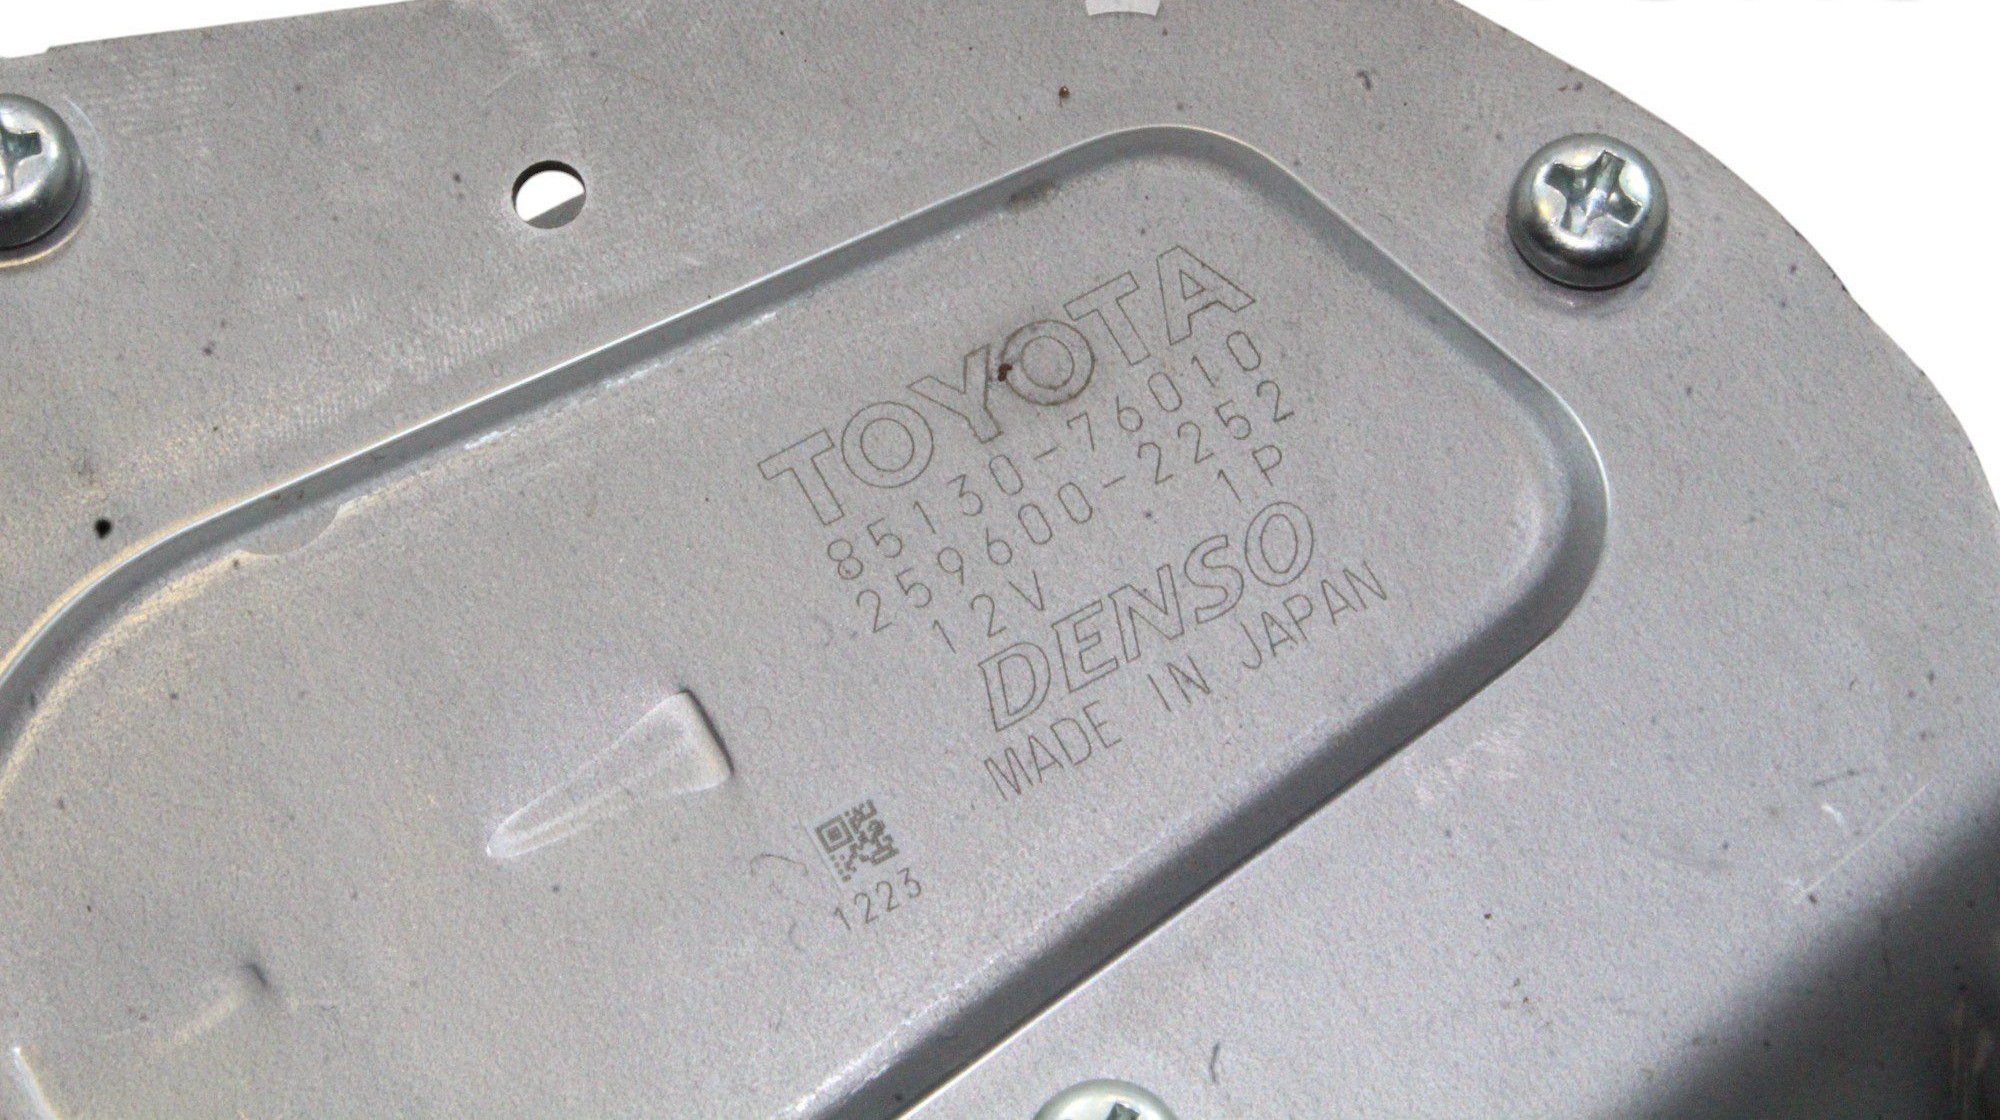 TOYOTA
85130-76010
259600-2252
12V 1P
DENSO
MADE IN JAPAN
1223